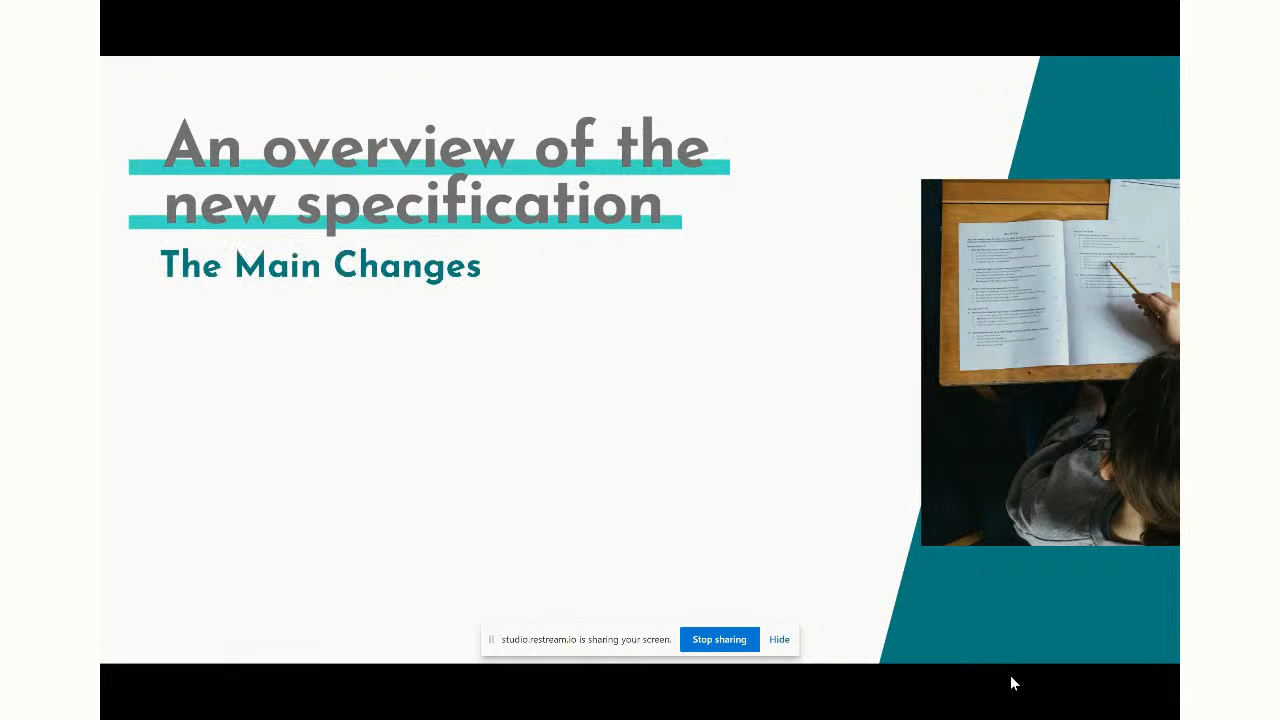 An overview of the
new specification
The Main Changes
studio.restream.io is sharing your screen.
Stop sharing
Hide